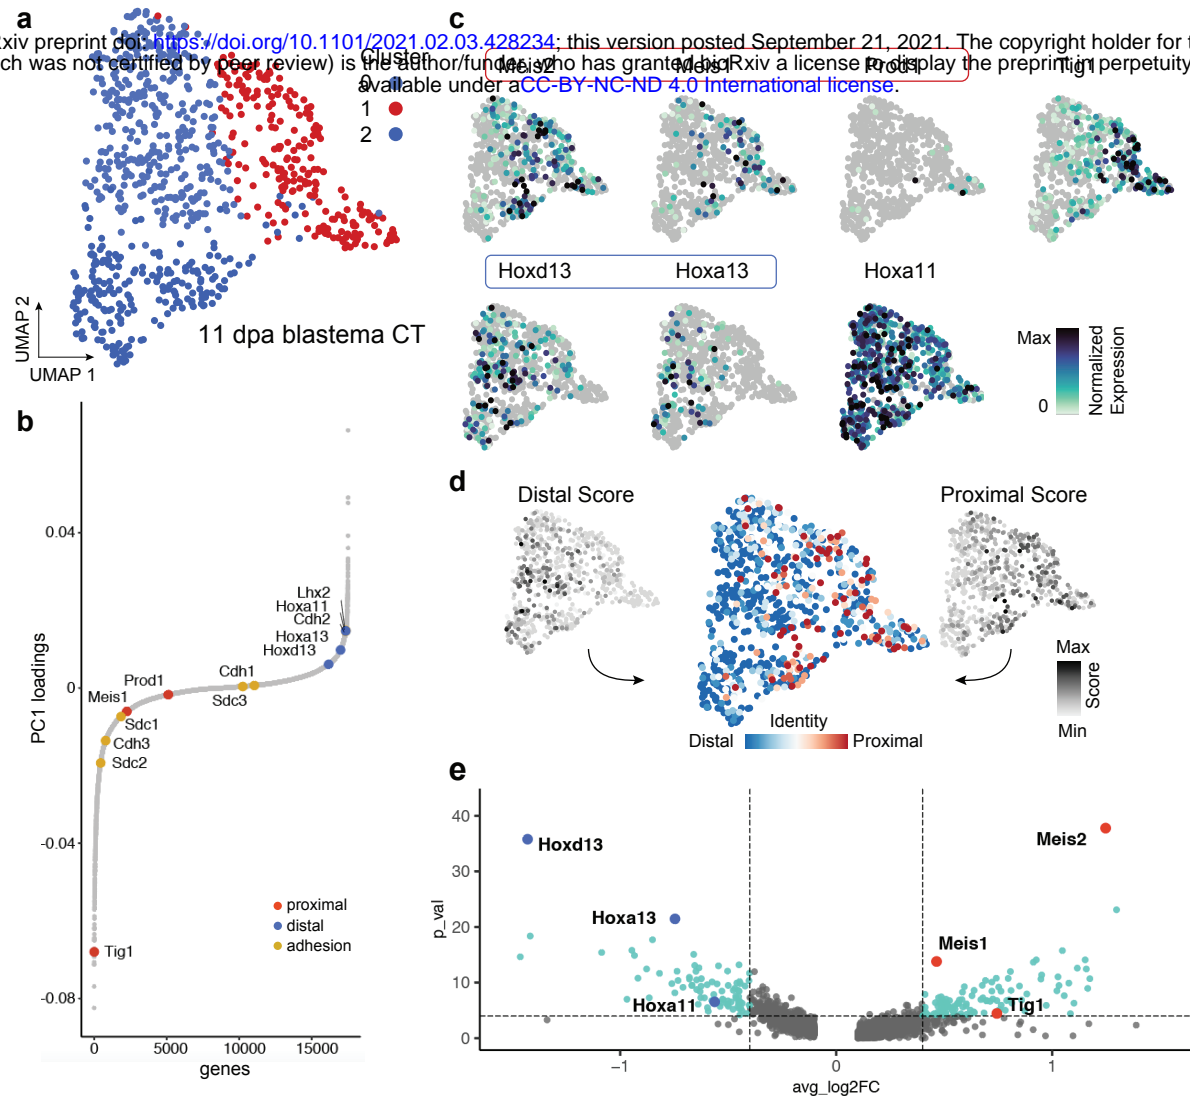 a
c
xiv preprint doi: https://doi.org/10.1101/2021.02.03.428234; this version posted September 21, 2021. The copyright holder for t
ch was not certified by peer review) is the author/funder, who has granted bioRxiv a license to display the preprint in perpetuity
available under aCC-BY-NC-ND 4.0 International license.
Cluster
0
1
2
Meis2
Meis1
Prod1
Tig1
UMAP 2
UMAP 1
11 dpa blastema CT
Hoxd13
Hoxa13
Hoxa11
Max
0
Normalized
Expression
b
0.04
0
-0.04
-0.08
PC1 loadings
Lhx2
Hoxa11
Cdh2
Hoxa13
Hoxd13
Cdh1
Sdc3
Prod1
Meis1
Sdc1
Cdh3
Sdc2
Tig1
proximal
distal
adhesion
0
5000
10000
15000
genes
d
Distal Score
Proximal Score
Identity
Distal
Proximal
Max
Score
Min
e
40
30
20
10
0
p_val
Hoxd13
Meis2
Hoxa13
Meis1
Hoxa11
Tig1
−1
0
1
avg_log2FC